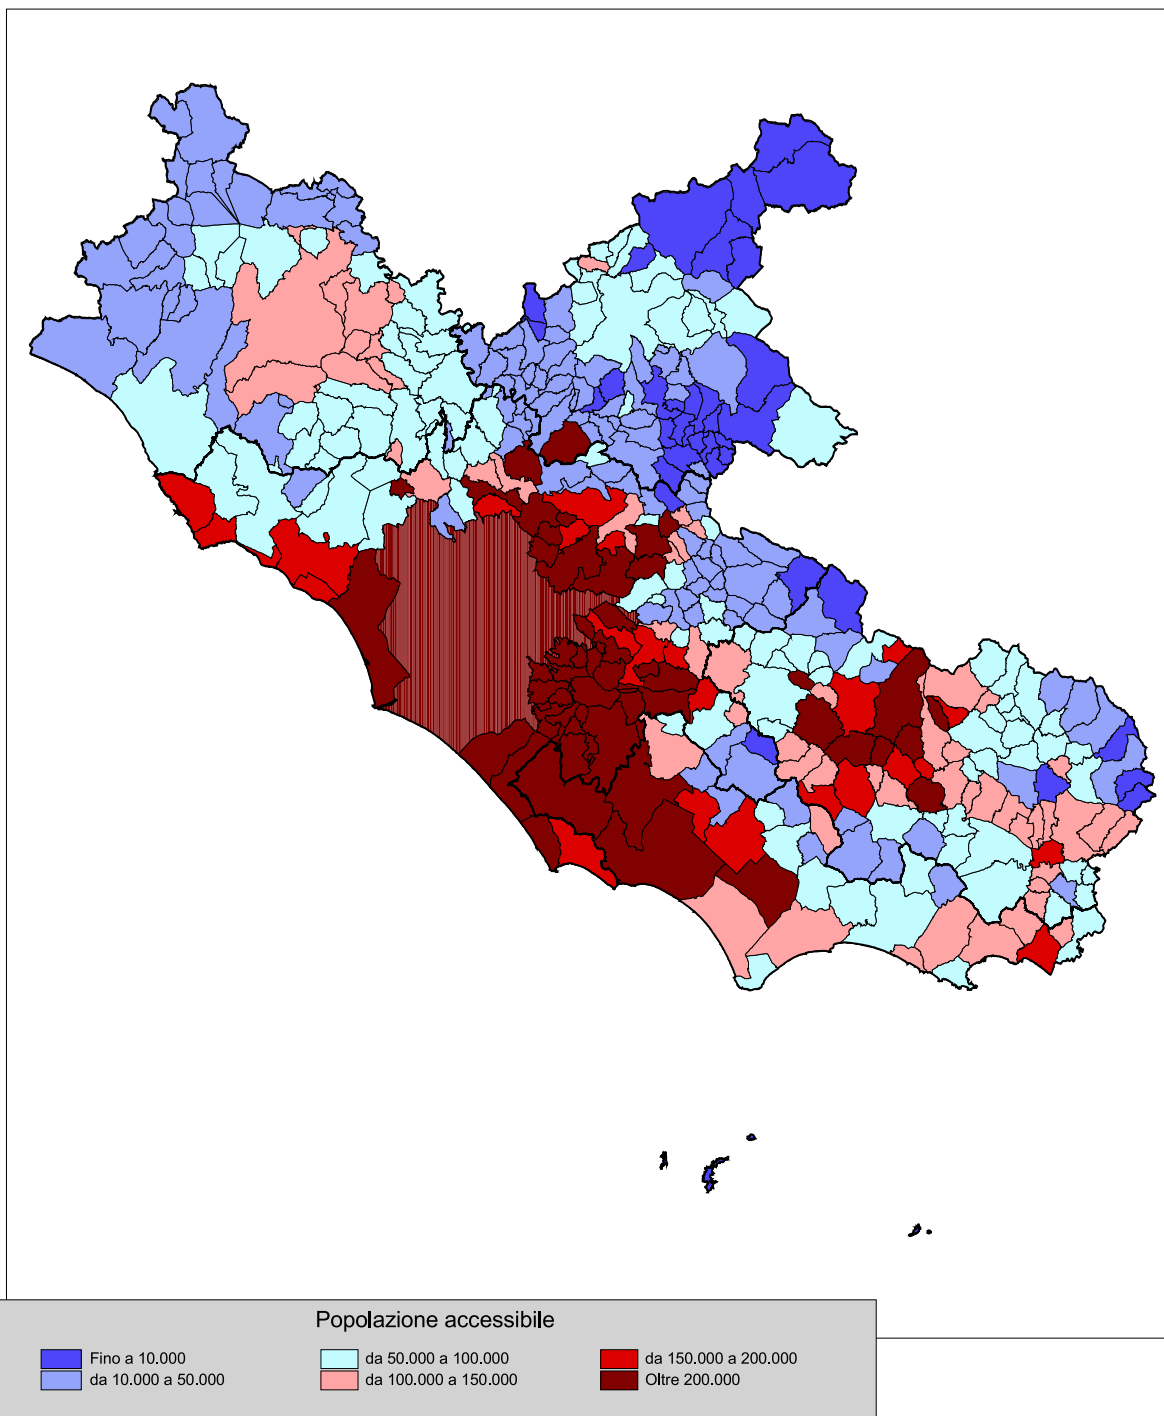 Popolazione accessibile
Fino a 10.000
da 50.000 a 100.000
da 150.000 a 200.000
da 10.000 a 50.000
da 100.000 a 150.000
Oltre 200.000